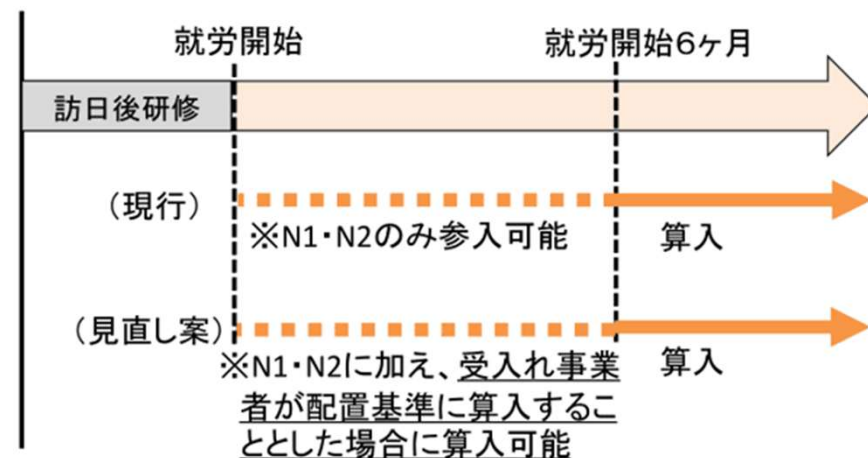 就労開始
就労開始6ヶ月
訪日後研修
（現行）
※N1・N2のみ参入可能
算入
（見直し案）
※N1・N2に加え、受入れ事業
者が配置基準に算入するこ
ととした場合に算入可能
算入